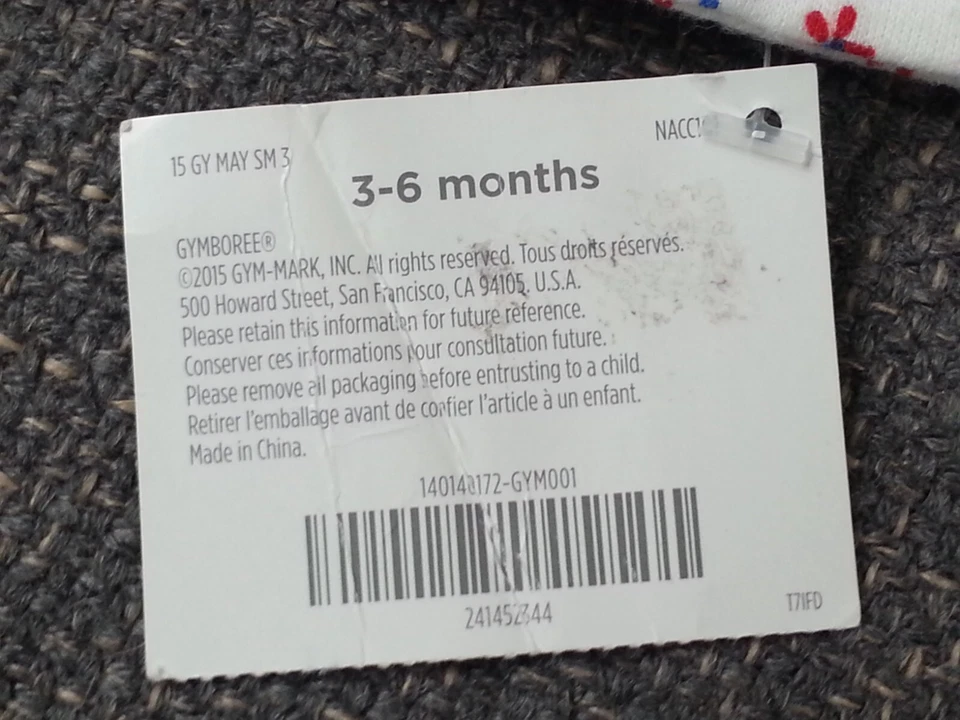 15 GY MAY SM 3
3-6 months
GYMBOREE®
©2015 GYM-MARK, INC. All rights reserved. Tous droits réservés.
500 Howard Street, San Francisco, CA 94105. U.S.A.
Please retain this information for future reference.
Conserver ces informations pour consultation future.
Please remove all packaging before entrusting to a child.
Retirer l'emballage avant de confier l'article à un enfant.
Made in China.
140140172-GYM001
T7IFD